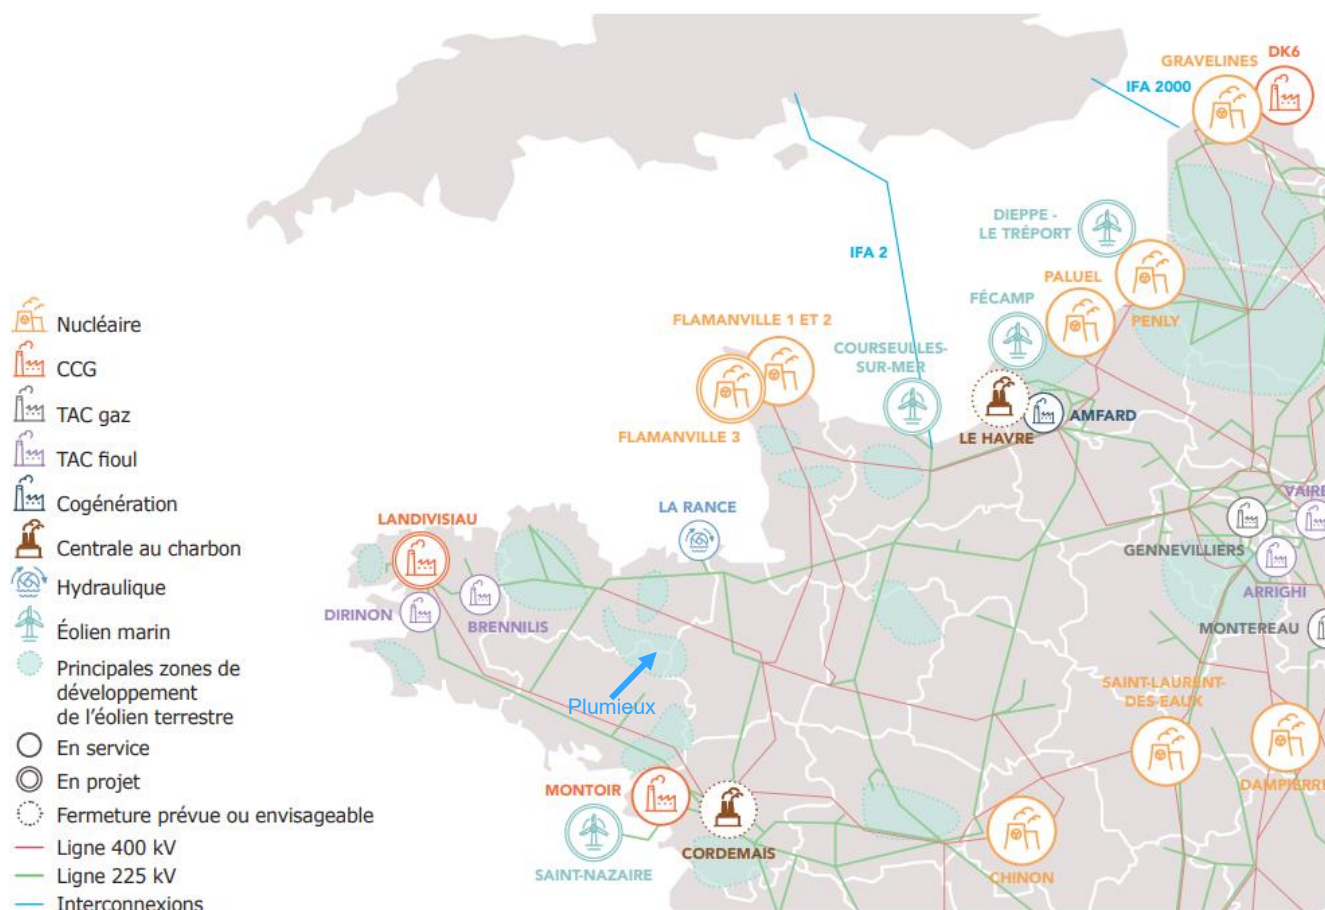 DK6
GRAVELINES
IFA 2000
DIEPPE -
LE TRÉPORT
IFA 2
PALUEL
FÉCAMP
PENLY
FLAMANVILLE 1 ET 2
COURSEULLES-
SUR-MER
FLAMANVILLE 3
LE HAVRE
AMFARD
LA RANCE
LANDIVISIAU
GENNEVILLIERS
ARRIGHI
DIRINON
BRENNILIS
MONTEREAU
Plumieux
SAINT-LAURENT-
DES-EAUX
MONTOIR
DAMPIERRE
CORDEMAIS
SAINT-NAZAIRE
CHINON
Nucléaire
CCG
TAC gaz
TAC fioul
Cogénération
Centrale au charbon
Hydraulique
Éolien marin
Principales zones de
développement
de l'éolien terrestre
En service
En projet
Fermeture prévue ou envisageable
Ligne 400 kV
Ligne 225 kV
Interconnexions